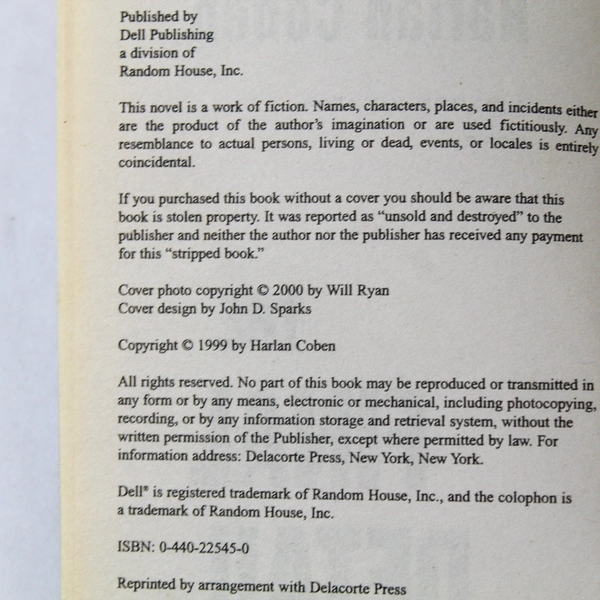 Published by
Dell Publishing
a division of
Random House, Inc.
This novel is a work of fiction. Names, characters, places, and incidents either
are the product of the author's imagination or are used fictitiously. Any
resemblance to actual persons, living or dead, events, or locales is entirely
coincidental.
If you purchased this book without a cover you should be aware that this
book is stolen property. It was reported as “unsold and destroyed” to the
publisher and neither the author nor the publisher has received any payment
for this “stripped book.”
Cover photo copyright © 2000 by Will Ryan
Cover design by John D. Sparks
Copyright © 1999 by Harlan Coben
All rights reserved. No part of this book may be reproduced or transmitted in
any form or by any means, electronic or mechanical, including photocopying,
recording, or by any information storage and retrieval system, without the
written permission of the Publisher, except where permitted by law. For
information address: Delacorte Press, New York, New York.
Dell® is registered trademark of Random House, Inc., and the colophon is
a trademark of Random House, Inc.
ISBN: 0-440-22545-0
Reprinted by arrangement with Delacorte Press